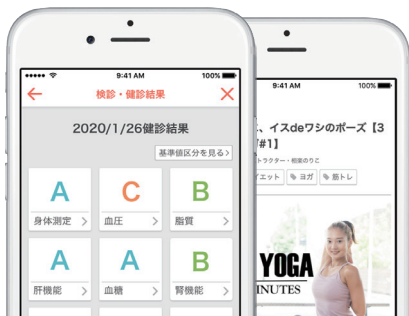 9:41 AM
100%
検診・健診結果
2020/1/26健診結果
基準値区分を見る
A
身体測定
C
血圧
B
脂質
A
肝機能
A
血糖
B
腎機能
9:41 AM
100%
、イスdeワシのポーズ【3
#1】
トラクター・相楽のりこ
イエット
ヨガ
筋トレ
YOGA
INUTES